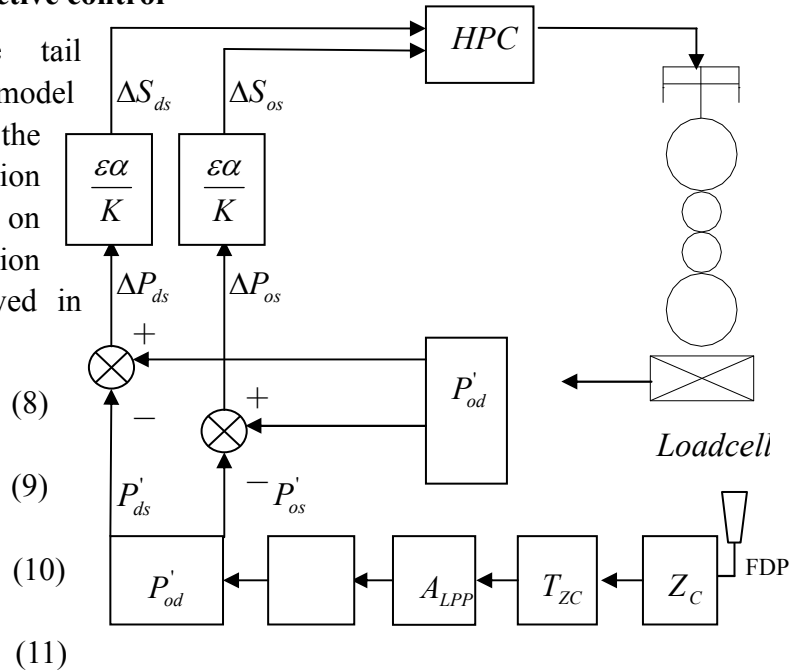 ctive control
e tail
model
the
tion
on
tion
ved in
(8)
(9)
(10)
(11)
HPC
ΔS_ds
ΔS_os
εα/K
εα/K
ΔP_ds
ΔP_os
+
−
+
−
P'_od
Loadcell
P'_ds
P'_os
P'_od
A_LPP
T_ZC
Z_C
FDP